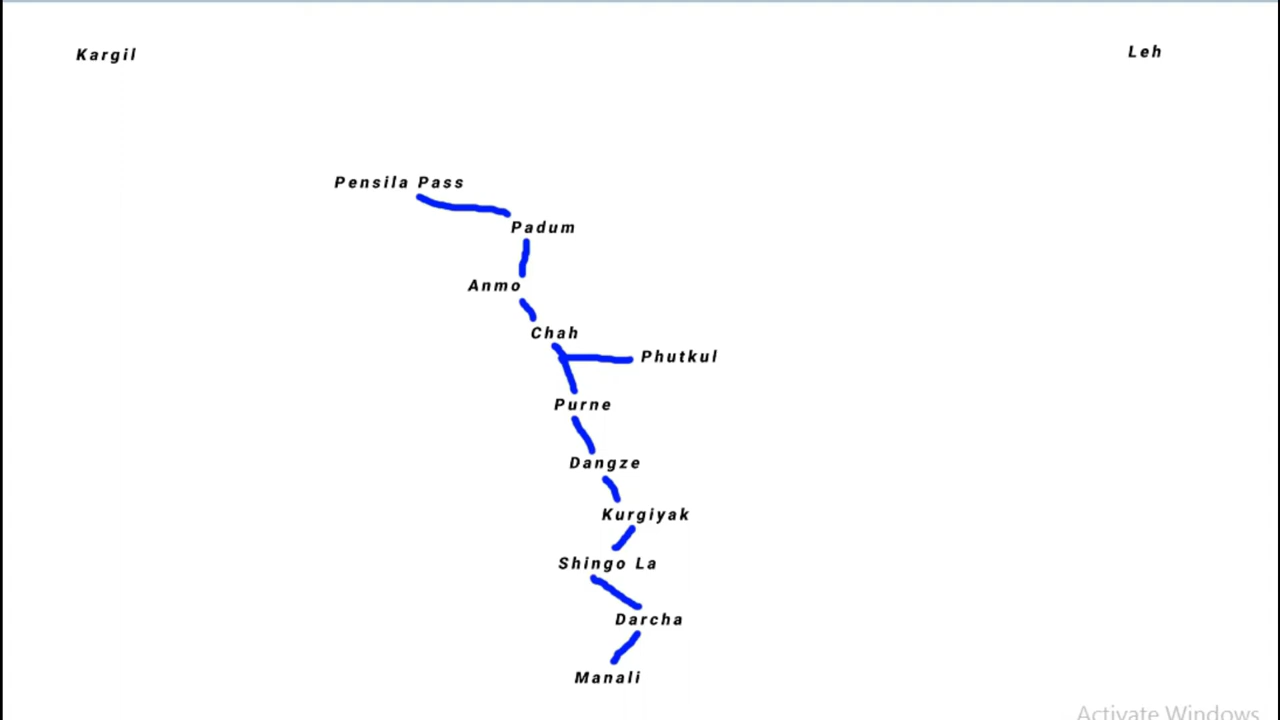 Kargil
Leh
Pensila Pass
Padum
Anmo
Chah
Phutkul
Purne
Dangze
Kurgiyak
Shingo La
Darcha
Manali
Activate Windows